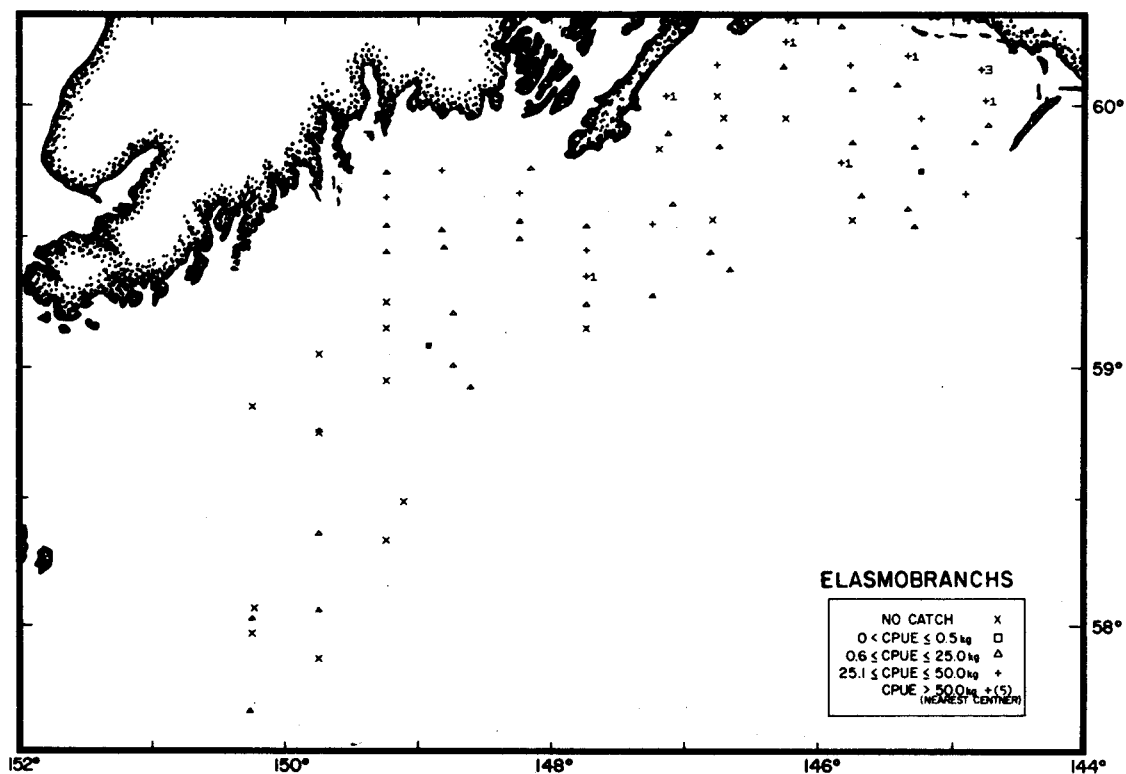 +1
+1
+1
+3
+1
+1
60°
+1
+1
59°
ELASMOBRANCHS
NO CATCH x
0 < CPUE ≤ 0.5 kg □
0.6 ≤ CPUE ≤ 25.0 kg △
25.1 ≤ CPUE ≤ 50.0 kg +
CPUE > 50.0 kg +(5)
(NEAREST CENTNER)
58°
152° 150° 148° 146° 144°